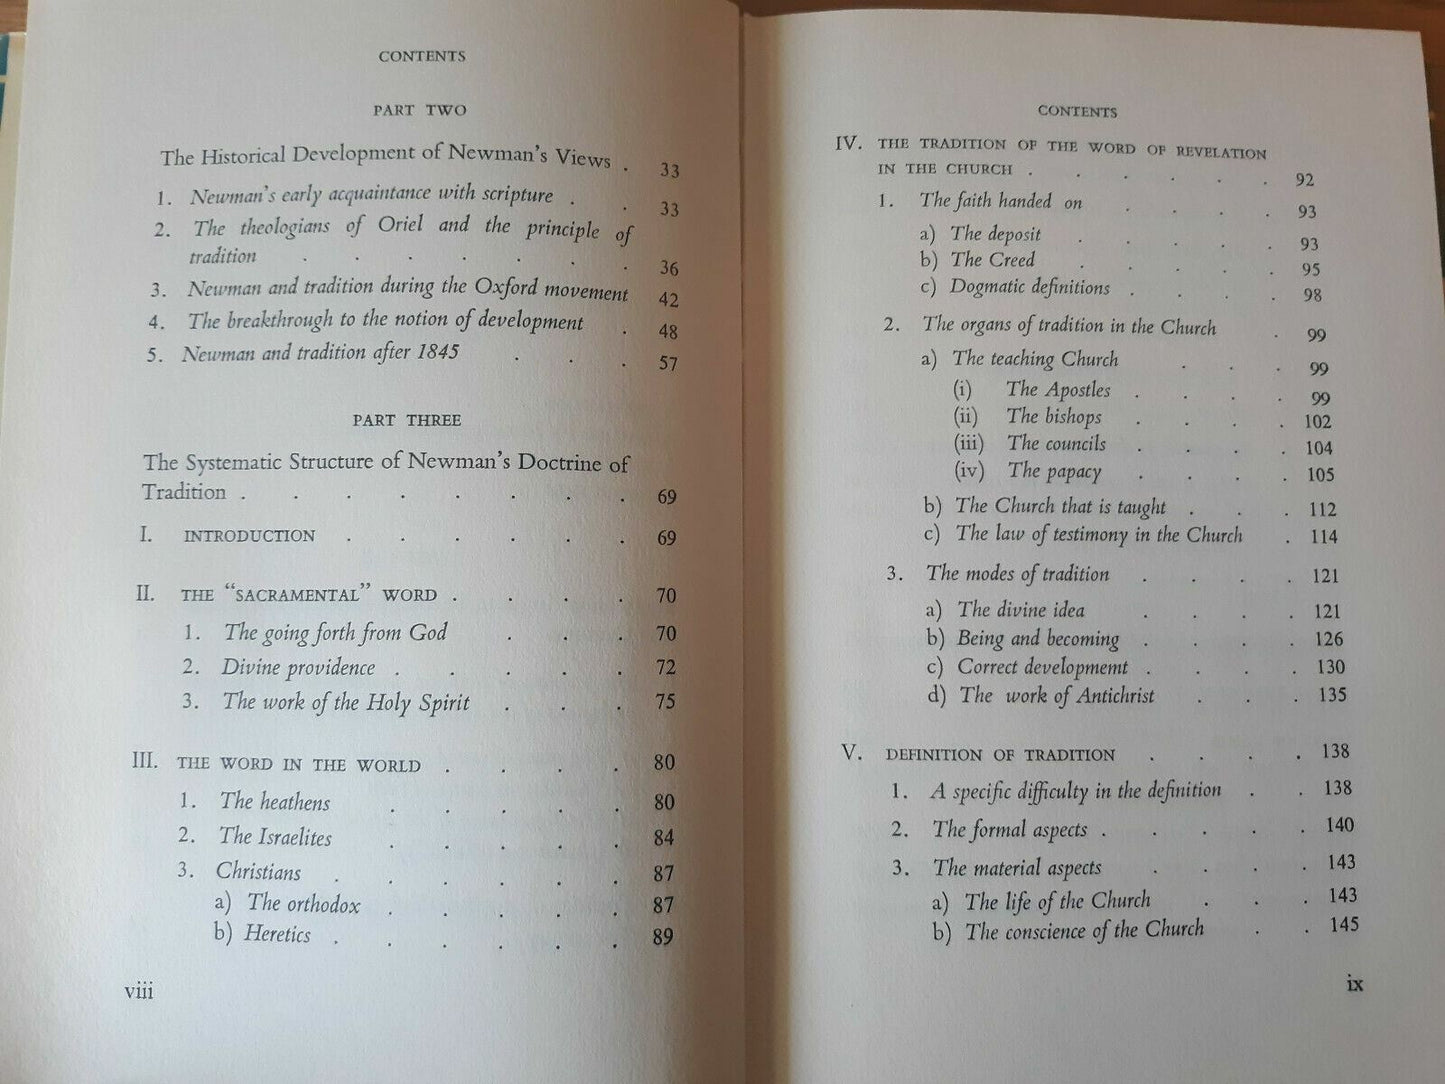 CONTENTS
PART TWO
The Historical Development of Newman's Views . 33
1. Newman's early acquaintance with scripture . . 33
2. The theologians of Oriel and the principle of
tradition . . . . . . . 36
3. Newman and tradition during the Oxford movement 42
4. The breakthrough to the notion of development . 48
5. Newman and tradition after 1845 . . . 57
PART THREE
The Systematic Structure of Newman's Doctrine of
Tradition . . . . . . . . 69
I. INTRODUCTION . . . . . . 69
II. THE "SACRAMENTAL" WORD . . . . 70
1. The going forth from God . . . 70
2. Divine providence . . . . . 72
3. The work of the Holy Spirit . . . 75
III. THE WORD IN THE WORLD . . . . 80
1. The heathens . . . . . 80
2. The Israelites . . . . . 84
3. Christians . . . . . . 87
a) The orthodox . . . . . 87
b) Heretics . . . . . . 89
viii
CONTENTS
IV. THE TRADITION OF THE WORD OF REVELATION
IN THE CHURCH . . . . . . 92
1. The faith handed on . . . . 93
a) The deposit . . . . . 93
b) The Creed . . . . . 95
c) Dogmatic definitions . . . . 98
2. The organs of tradition in the Church . 99
a) The teaching Church . . . 99
(i) The Apostles . . . . 99
(ii) The bishops . . . . 102
(iii) The councils . . . . 104
(iv) The papacy . . . . 105
b) The Church that is taught . . . 112
c) The law of testimony in the Church . 114
3. The modes of tradition . . . . 121
a) The divine idea . . . . 121
b) Being and becoming . . . . 126
c) Correct developmemt . . . . 130
d) The work of Antichrist . . . 135
V. DEFINITION OF TRADITION . . . . 138
1. A specific difficulty in the definition . . 138
2. The formal aspects . . . . . 140
3. The material aspects . . . . 143
a) The life of the Church . . . 143
b) The conscience of the Church . . 145
ix